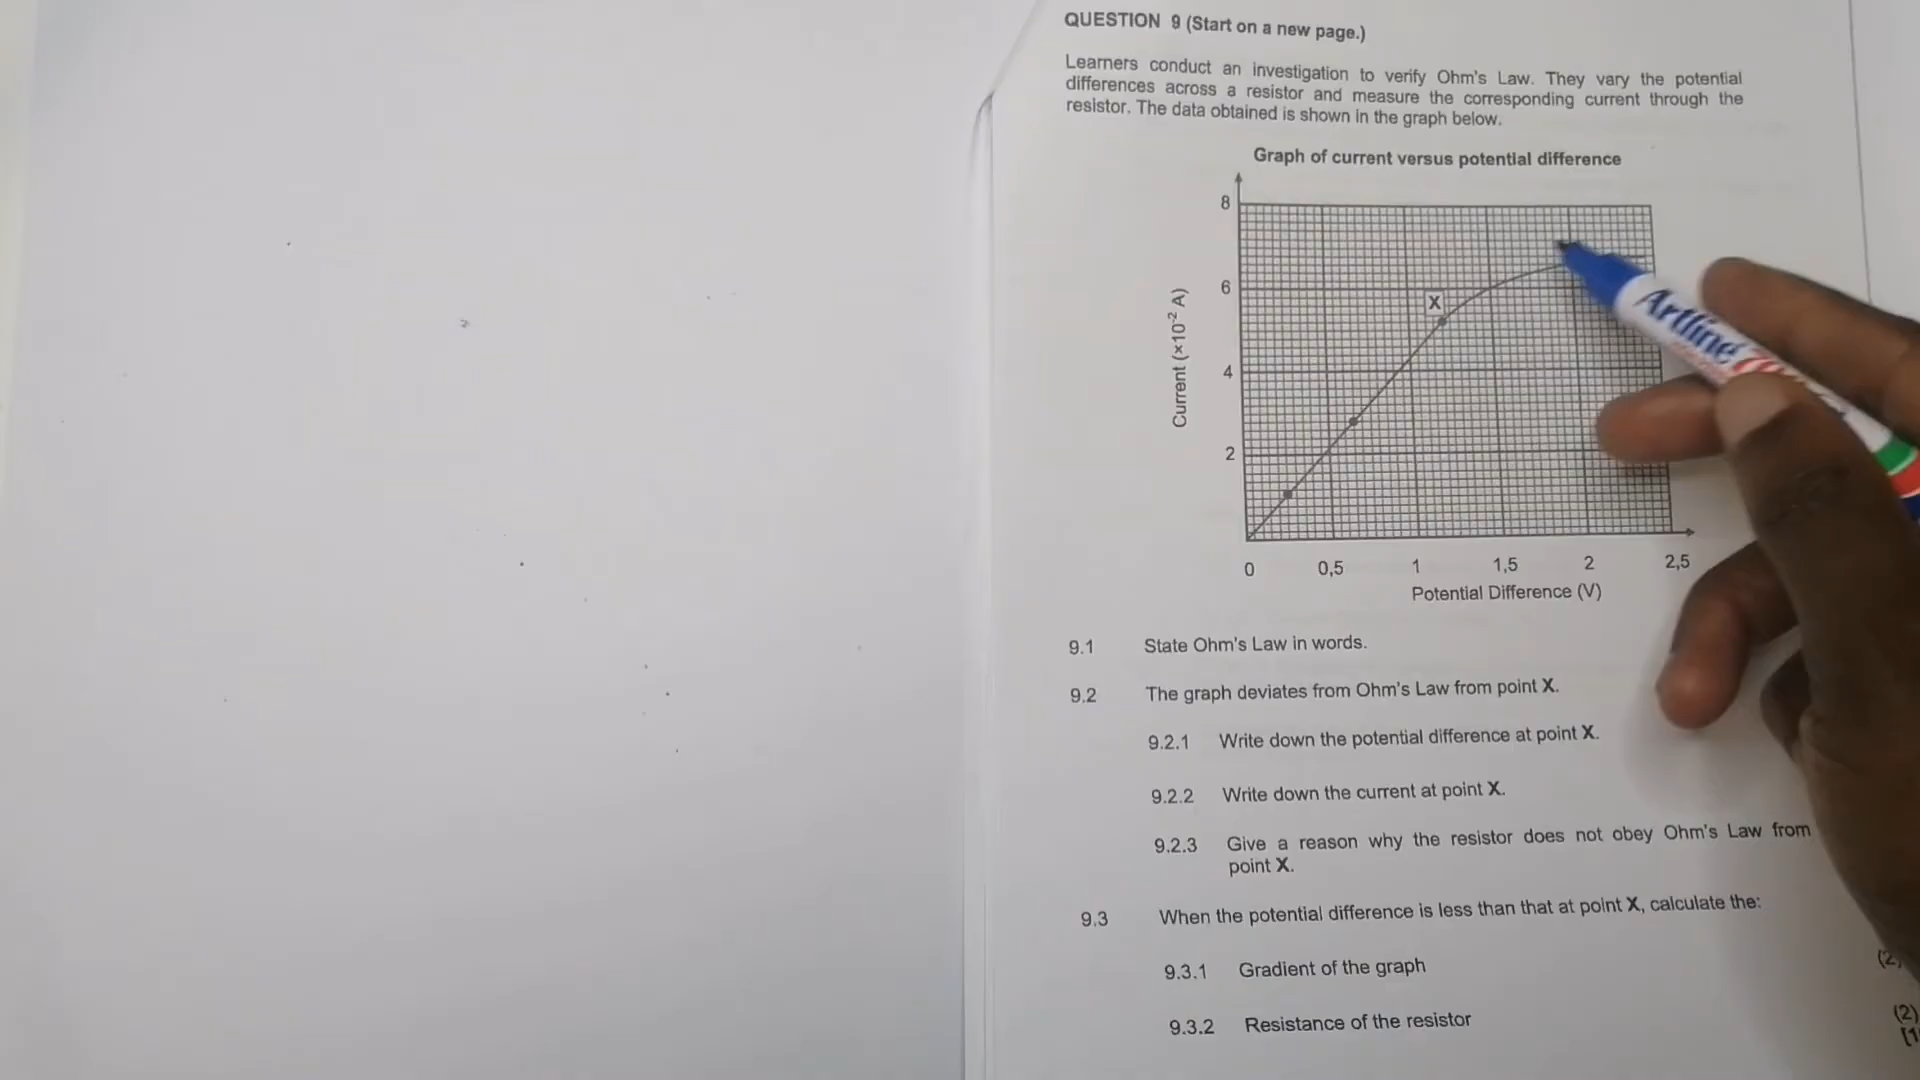 QUESTION 9 (Start on a new page.)
Learners conduct an investigation to verify Ohm's Law. They vary the potential
differences across a resistor and measure the corresponding current through the
resistor. The data obtained is shown in the graph below.
Graph of current versus potential difference
8
6
4
2
Current (×10⁻² A)
X
0 0,5 1 1,5 2 2,5
Potential Difference (V)
Artline
9.1 State Ohm's Law in words.
9.2 The graph deviates from Ohm's Law from point X.
9.2.1 Write down the potential difference at point X.
9.2.2 Write down the current at point X.
9.2.3 Give a reason why the resistor does not obey Ohm's Law from
point X.
9.3 When the potential difference is less than that at point X, calculate the:
9.3.1 Gradient of the graph
(2)
9.3.2 Resistance of the resistor
(2)